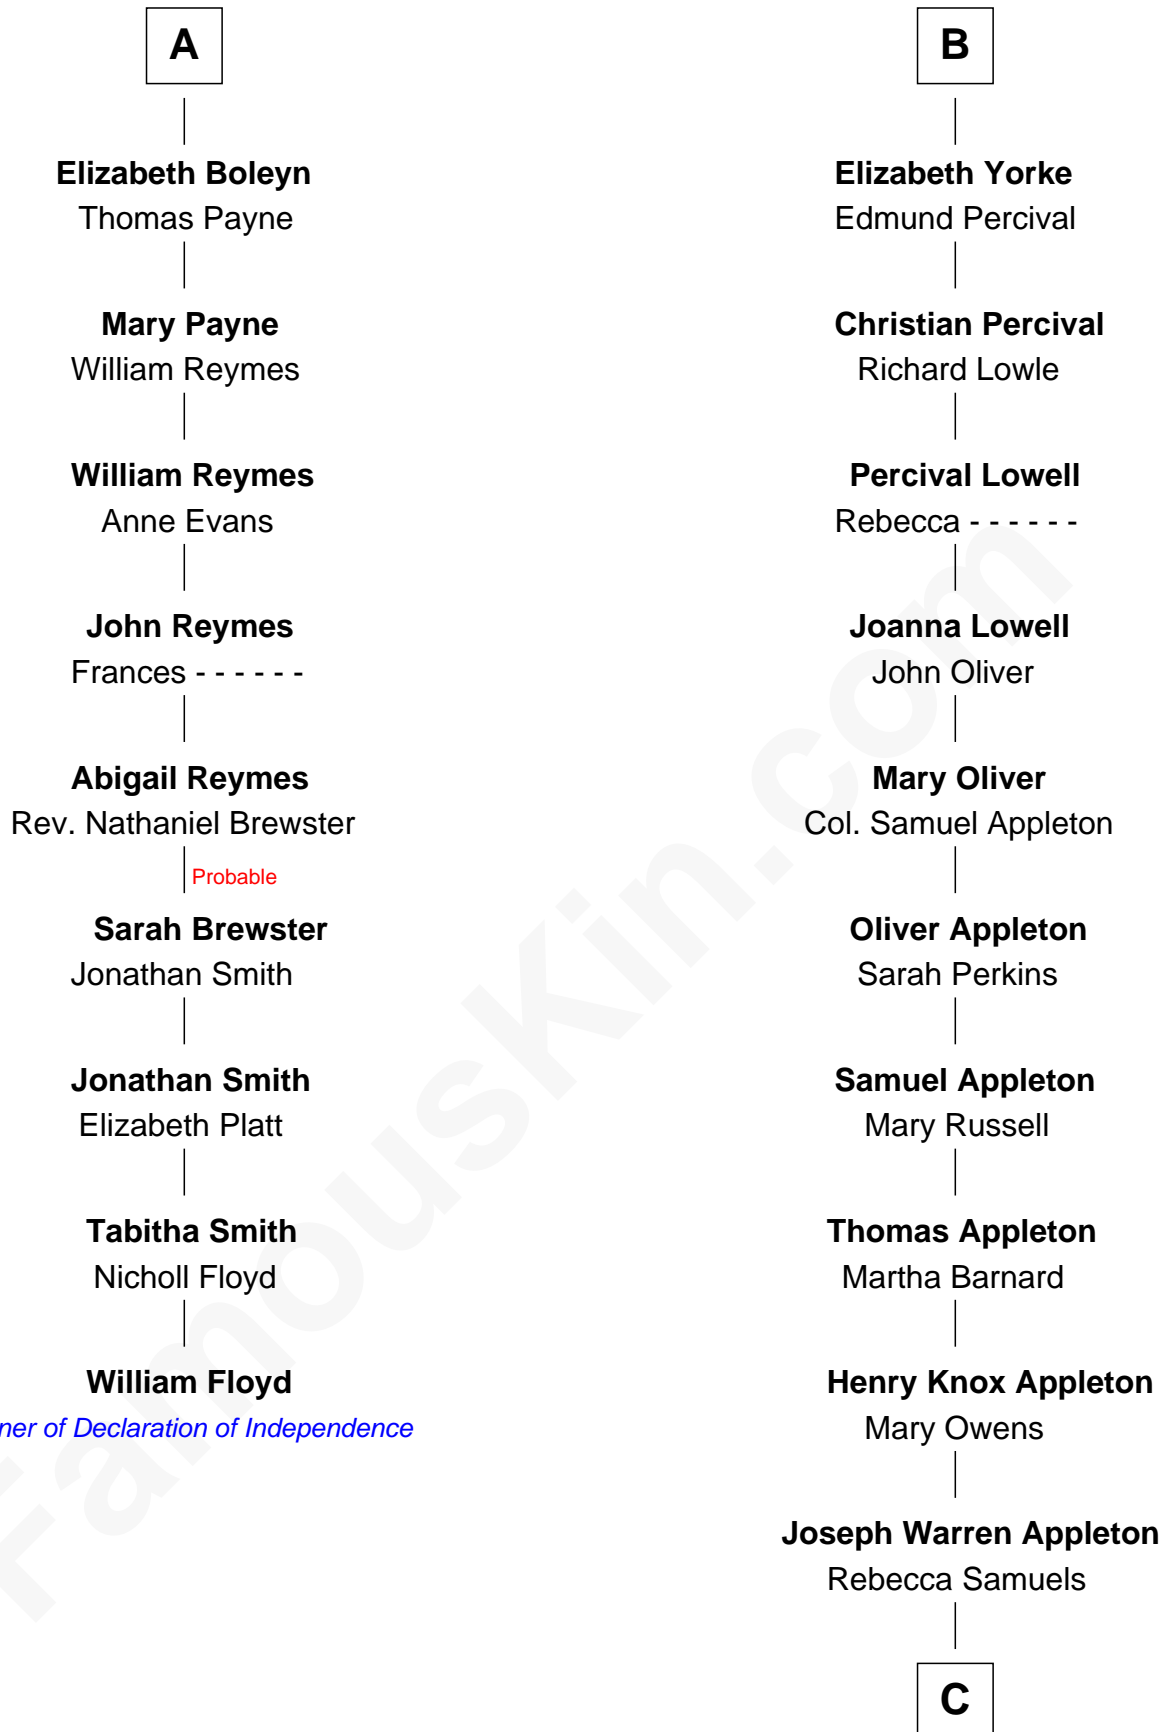 A
Elizabeth Boleyn
Thomas Payne
Mary Payne
William Reymes
William Reymes
Anne Evans
John Reymes
Frances - - - - - -
Abigail Reymes
Rev. Nathaniel Brewster
Probable
Sarah Brewster
Jonathan Smith
Jonathan Smith
Elizabeth Platt
Tabitha Smith
Nicholl Floyd
William Floyd
ner of Declaration of Independence
B
Elizabeth Yorke
Edmund Percival
Christian Percival
Richard Lowle
Percival Lowell
Rebecca - - - - - -
Joanna Lowell
John Oliver
Mary Oliver
Col. Samuel Appleton
Oliver Appleton
Sarah Perkins
Samuel Appleton
Mary Russell
Thomas Appleton
Martha Barnard
Henry Knox Appleton
Mary Owens
Joseph Warren Appleton
Rebecca Samuels
C
FamousKin.com